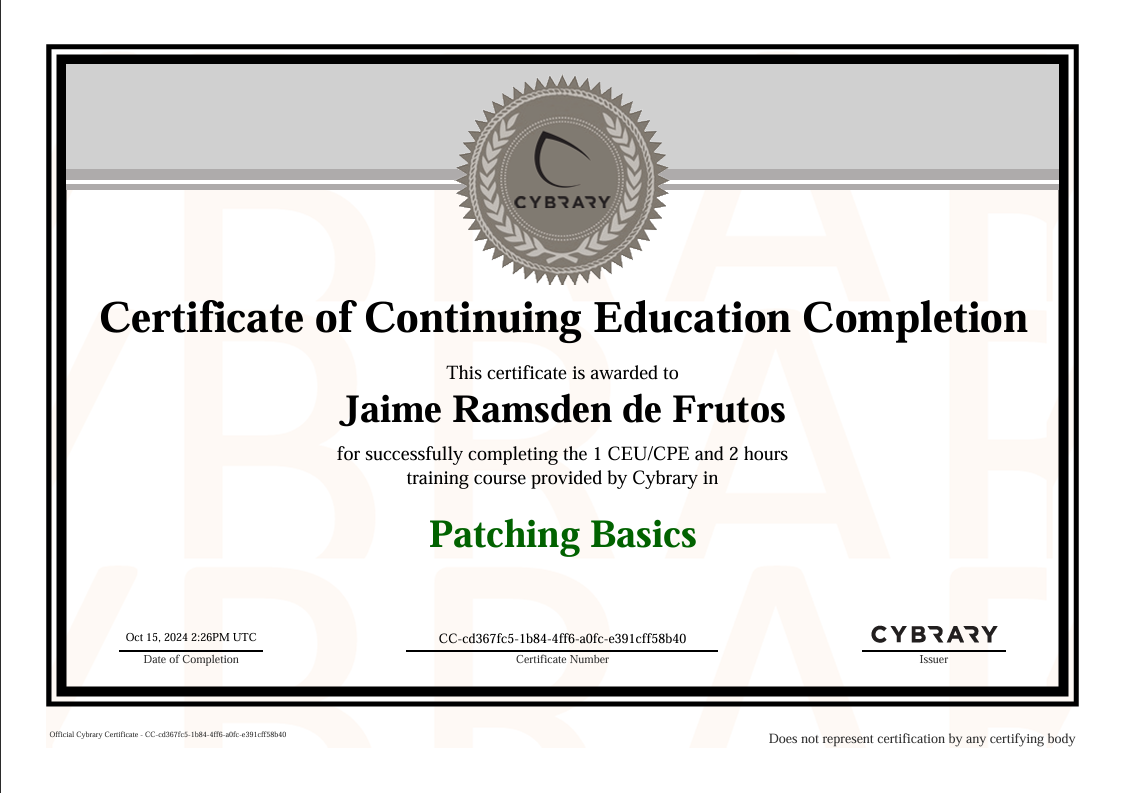 CYBRARY
Certificate of Continuing Education Completion
This certificate is awarded to
Jaime Ramsden de Frutos
for successfully completing the 1 CEU/CPE and 2 hours
training course provided by Cybrary in
Patching Basics
Oct 15, 2024 2:26PM UTC
Date of Completion
CC-cd367fc5-1b84-4ff6-a0fc-e391cff58b40
Certificate Number
CYBRARY
Issuer
Official Cybrary Certificate - CC-cd367fc5-1b84-4ff6-a0fc-e391cff58b40
Does not represent certification by any certifying body